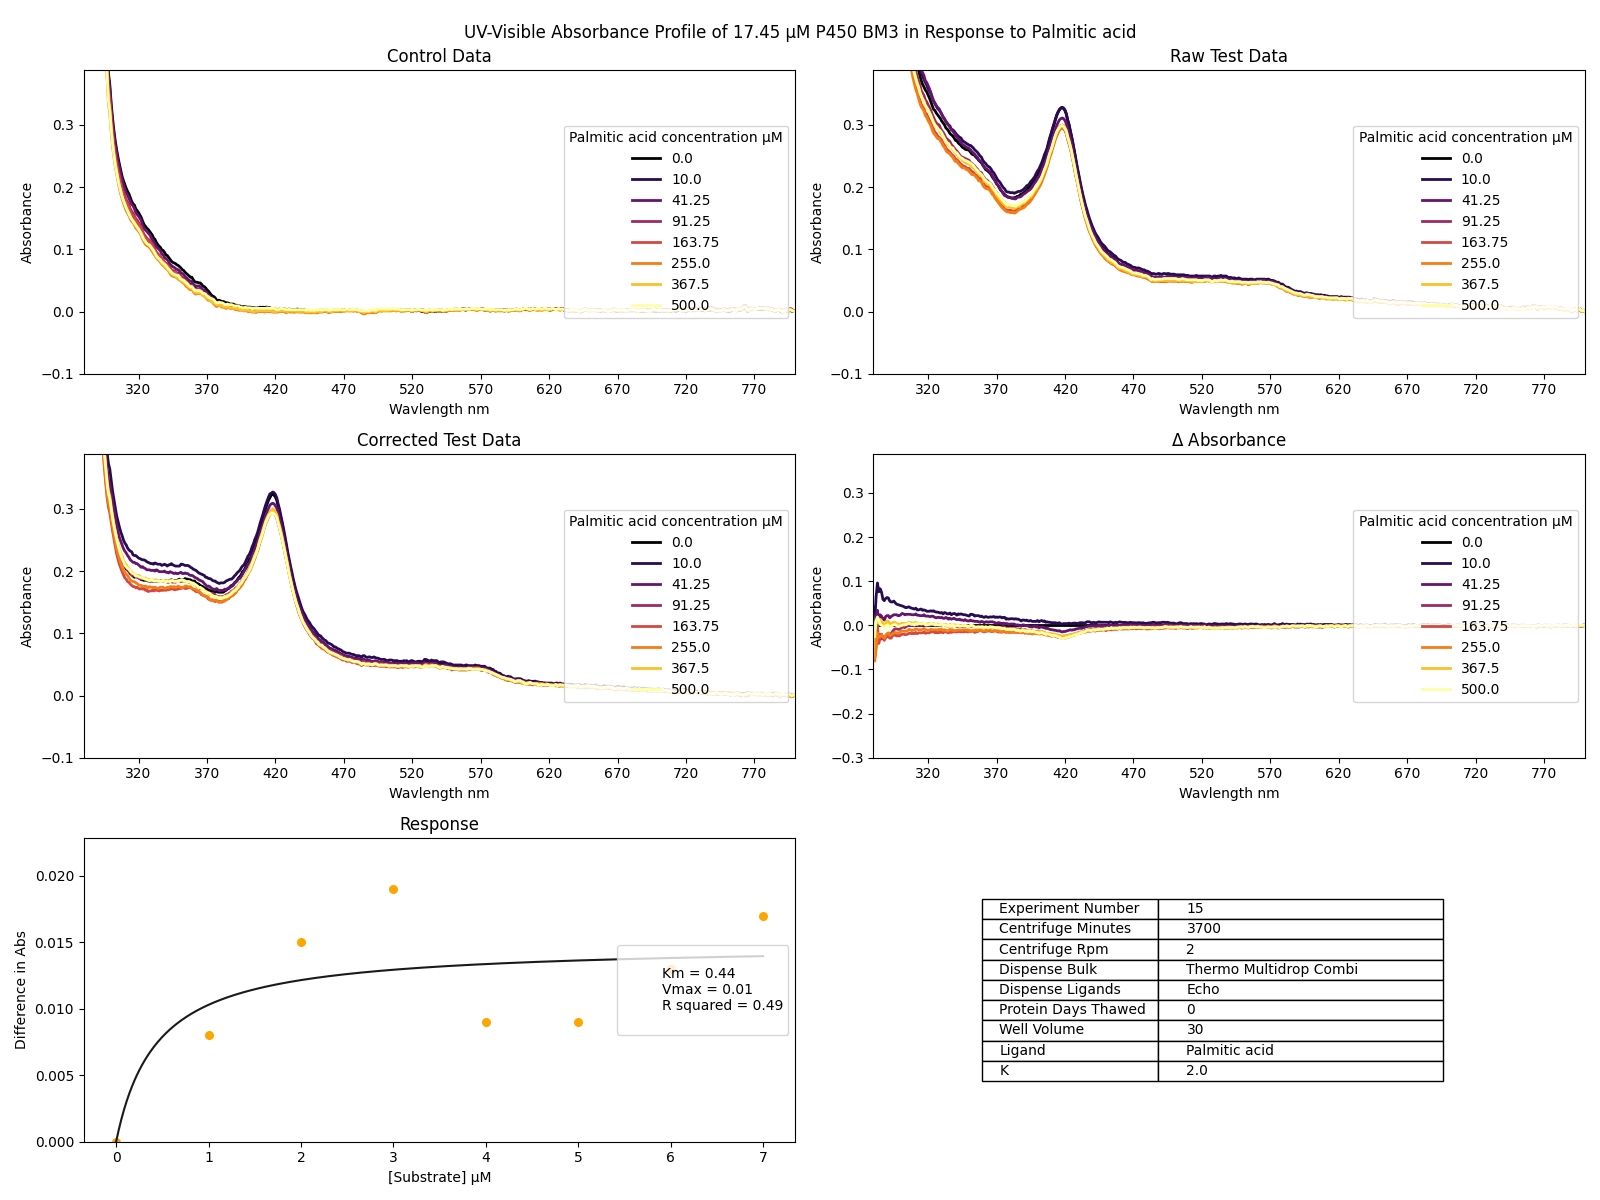 UV-Visible Absorbance Profile of 17.45 μM P450 BM3 in Response to Palmitic acid
Control Data
Absorbance
0.3
0.2
0.1
0.0
−0.1
320 370 420 470 520 570 620 670 720 770
Wavlength nm
Palmitic acid concentration μM
0.0
10.0
41.25
91.25
163.75
255.0
367.5
500.0
Raw Test Data
Absorbance
0.3
0.2
0.1
0.0
−0.1
320 370 420 470 520 570 620 670 720 770
Wavlength nm
Palmitic acid concentration μM
0.0
10.0
41.25
91.25
163.75
255.0
367.5
500.0
Corrected Test Data
Absorbance
0.3
0.2
0.1
0.0
−0.1
320 370 420 470 520 570 620 670 720 770
Wavlength nm
Palmitic acid concentration μM
0.0
10.0
41.25
91.25
163.75
255.0
367.5
500.0
Δ Absorbance
Absorbance
0.3
0.2
0.1
0.0
−0.1
−0.2
−0.3
320 370 420 470 520 570 620 670 720 770
Wavlength nm
Palmitic acid concentration μM
0.0
10.0
41.25
91.25
163.75
255.0
367.5
500.0
Response
Difference in Abs
0.020
0.015
0.010
0.005
0.000
0 1 2 3 4 5 6 7
[Substrate] μM
Km = 0.44
Vmax = 0.01
R squared = 0.49
Experiment Number 15
Centrifuge Minutes 3700
Centrifuge Rpm 2
Dispense Bulk Thermo Multidrop Combi
Dispense Ligands Echo
Protein Days Thawed 0
Well Volume 30
Ligand Palmitic acid
K 2.0